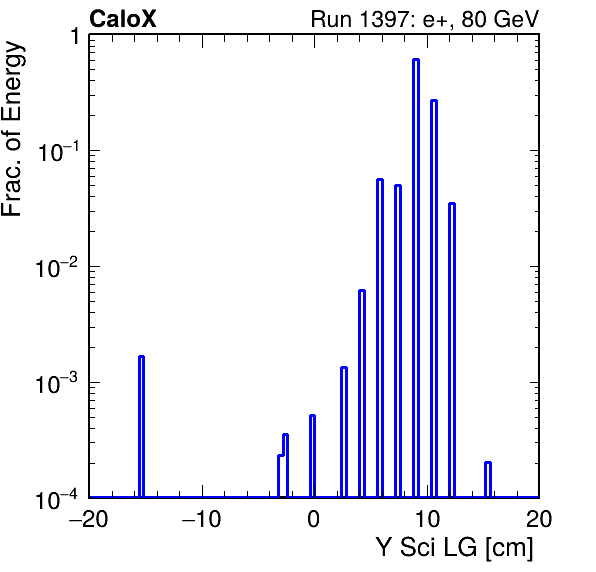 CaloX Run 1397: e+, 80 GeV
Frac. of Energy
1
10⁻¹
10⁻²
10⁻³
10⁻⁴
−20 −10 0 10 20
Y Sci LG [cm]